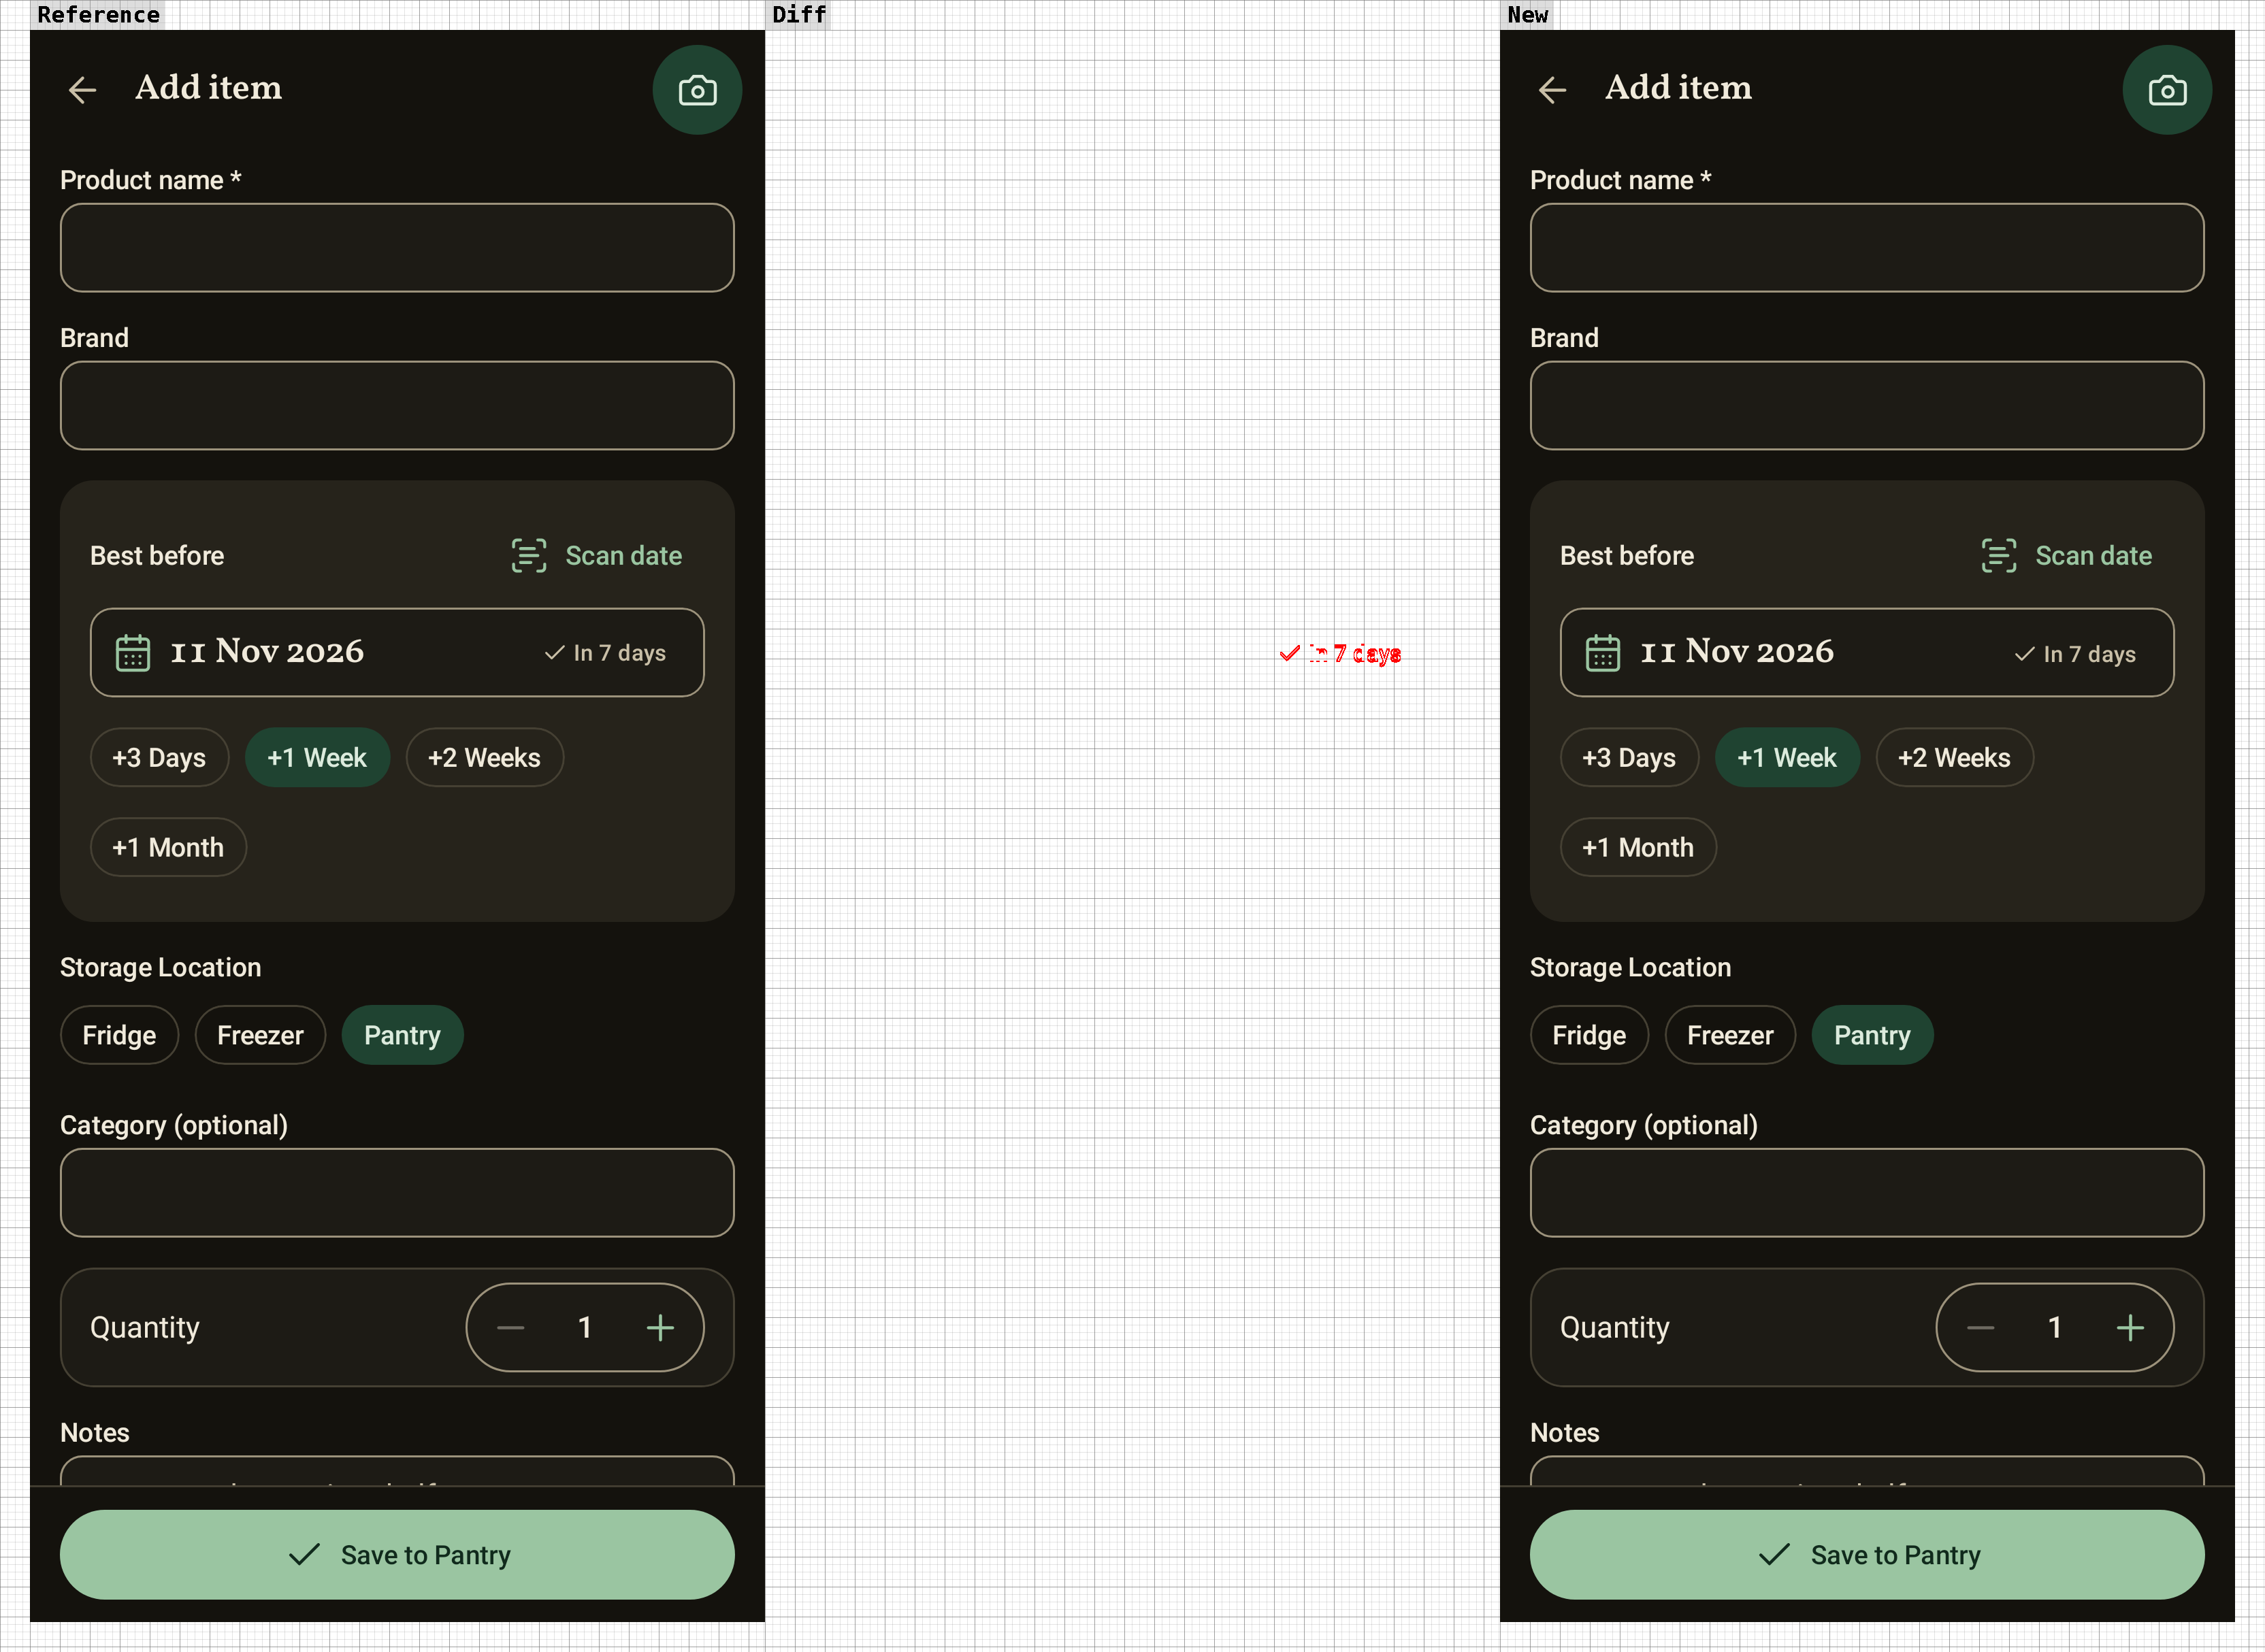 Reference
Diff
New
Add item
Product name *
Brand
Best before
Scan date
11 Nov 2026
In 7 days
+3 Days
+1 Week
+2 Weeks
+1 Month
Storage Location
Fridge
Freezer
Pantry
Category (optional)
Quantity
1
Notes
Save to Pantry
In 7 days
Add item
Product name *
Brand
Best before
Scan date
11 Nov 2026
In 7 days
+3 Days
+1 Week
+2 Weeks
+1 Month
Storage Location
Fridge
Freezer
Pantry
Category (optional)
Quantity
1
Notes
Save to Pantry